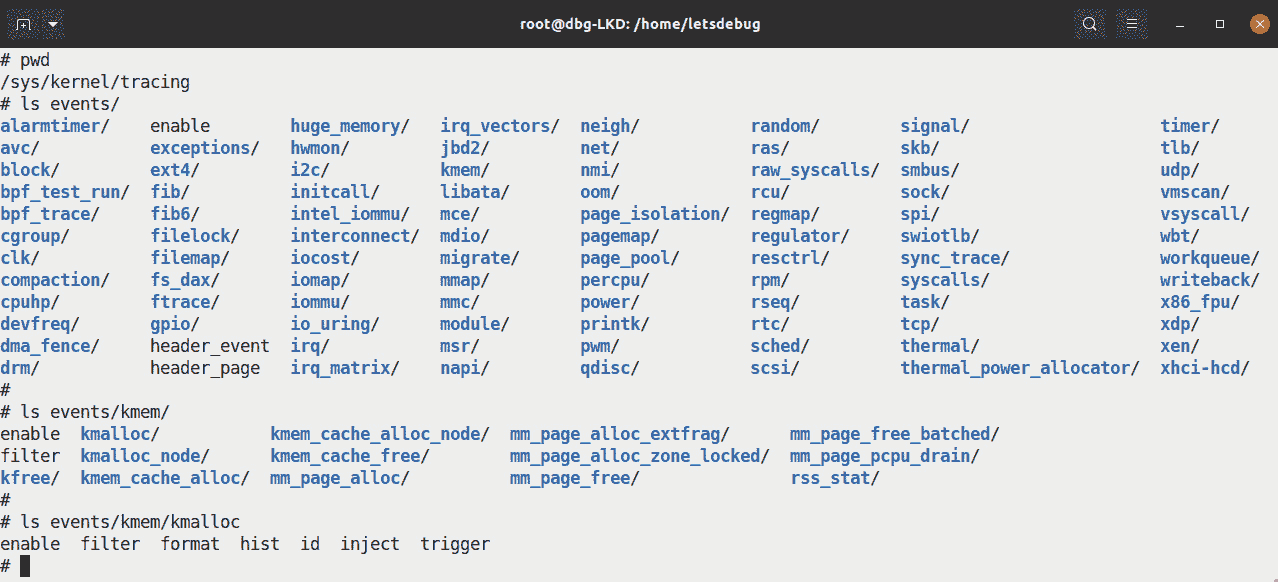 root@dbg-LKD: /home/letsdebug
# pwd
/sys/kernel/tracing
# ls events/
alarmtimer/ enable huge_memory/ irq_vectors/ neigh/ random/ signal/ timer/
avc/ exceptions/ hwmon/ jbd2/ net/ ras/ skb/ tlb/
block/ ext4/ i2c/ kmem/ nmi/ raw_syscalls/ smbus/ udp/
bpf_test_run/ fib/ initcall/ libata/ oom/ rcu/ sock/ vmscan/
bpf_trace/ fib6/ intel_iommu/ mce/ page_isolation/ regmap/ spi/ vsyscall/
cgroup/ filelock/ interconnect/ mdio/ pagemap/ regulator/ swiotlb/ wbt/
clk/ filemap/ iocost/ migrate/ page_pool/ resctrl/ sync_trace/ workqueue/
compaction/ fs_dax/ iomap/ mmap/ percpu/ rpm/ syscalls/ writeback/
cpuhp/ ftrace/ iommu/ mmc/ power/ rseq/ task/ x86_fpu/
devfreq/ gpio/ io_uring/ module/ printk/ rtc/ tcp/ xdp/
dma_fence/ header_event irq/ msr/ pwm/ sched/ thermal/ xen/
drm/ header_page irq_matrix/ napi/ qdisc/ scsi/ thermal_power_allocator/ xhci-hcd/
#
# ls events/kmem/
enable kmalloc/ kmem_cache_alloc_node/ mm_page_alloc_extfrag/ mm_page_free_batched/
filter kmalloc_node/ kmem_cache_free/ mm_page_alloc_zone_locked/ mm_page_pcpu_drain/
kfree/ kmem_cache_alloc/ mm_page_alloc/ mm_page_free/ rss_stat/
#
# ls events/kmem/kmalloc
enable filter format hist id inject trigger
#